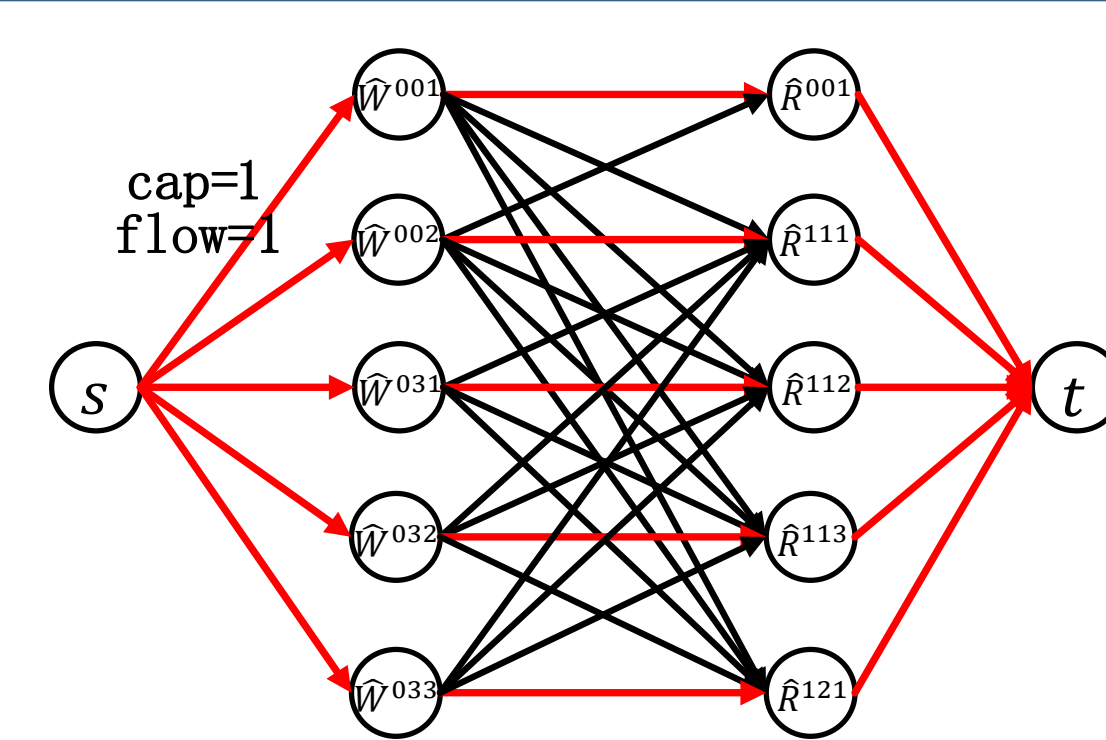 Ŵ⁰⁰¹
R̂⁰⁰¹
cap=1
flow=1
Ŵ⁰⁰²
R̂¹¹¹
s
Ŵ⁰³¹
R̂¹¹²
t
Ŵ⁰³²
R̂¹¹³
Ŵ⁰³³
R̂¹²¹